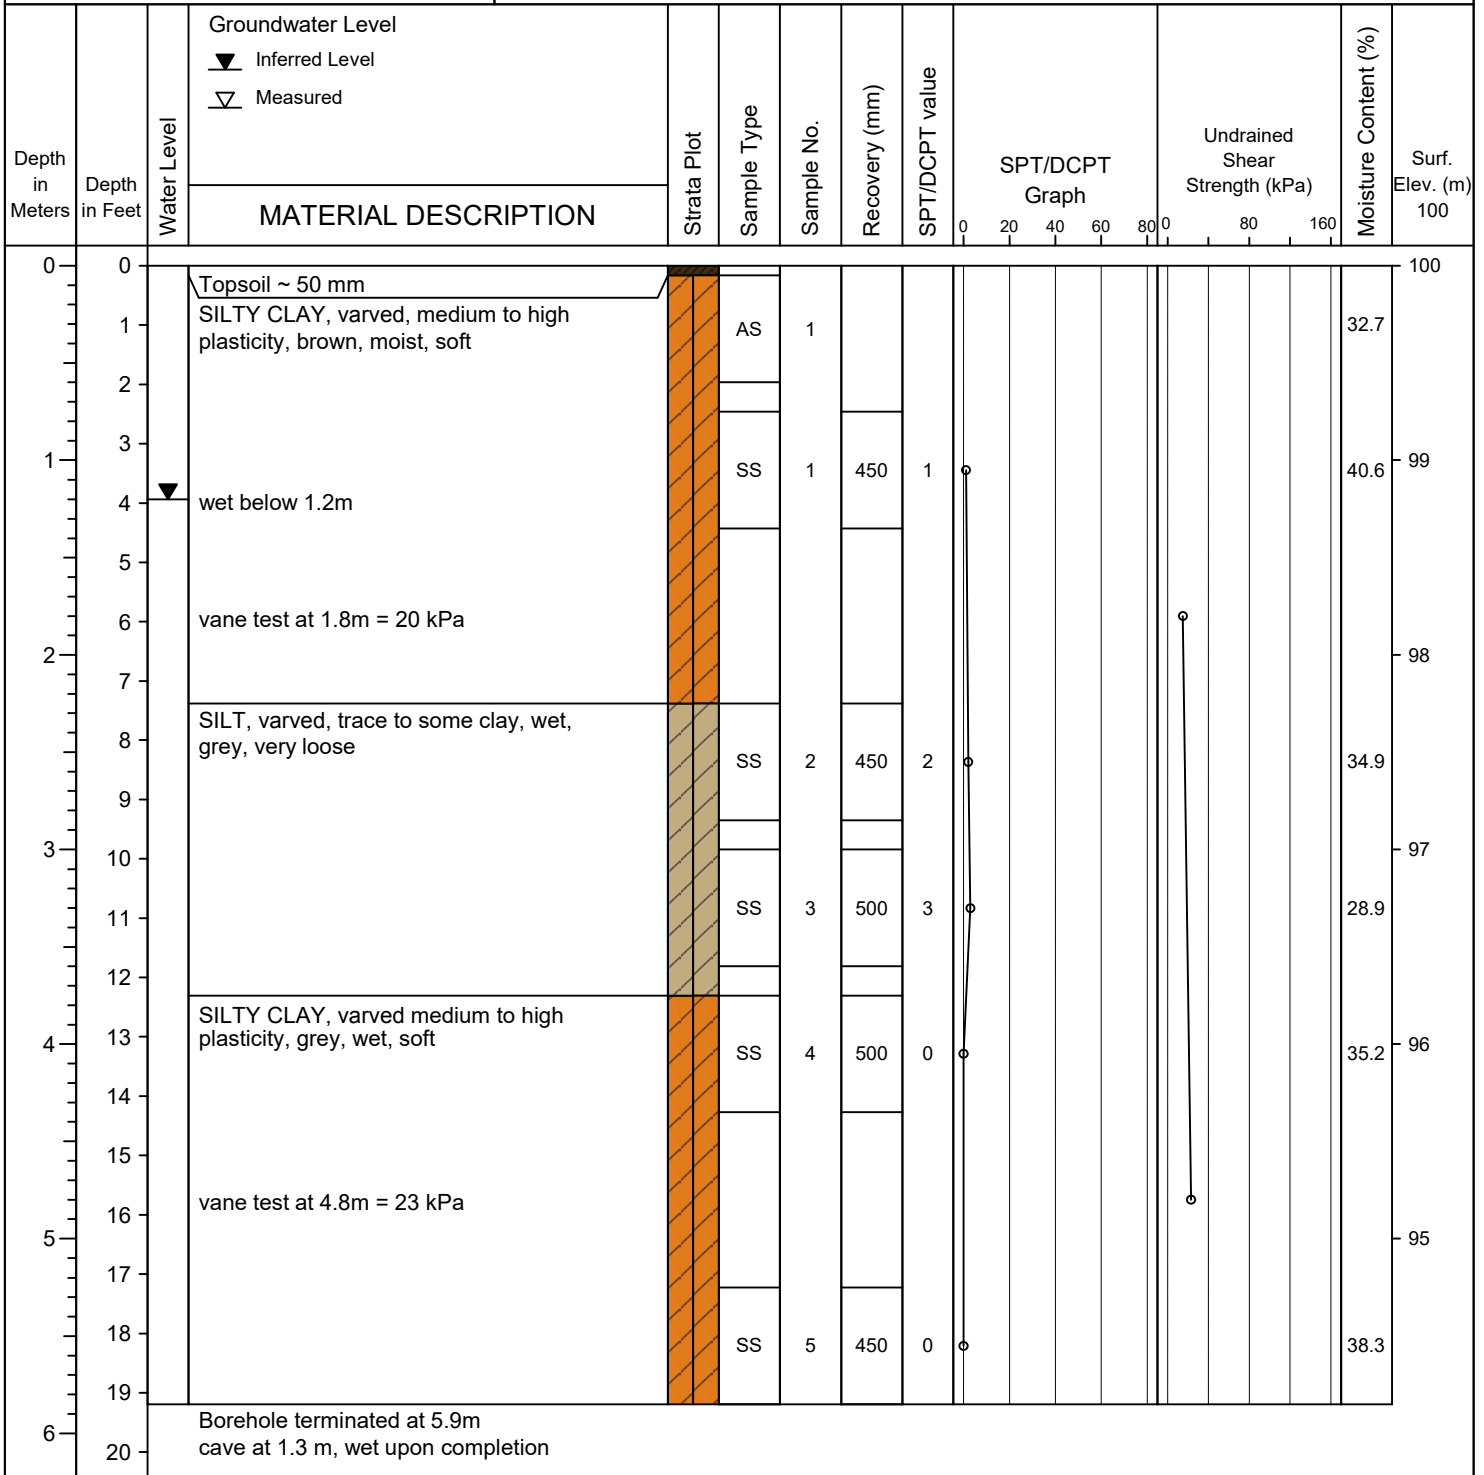 Groundwater Level
Inferred Level
Measured
Depth
in
Meters
Depth
in Feet
Water Level
MATERIAL DESCRIPTION
Strata Plot
Sample Type
Sample No.
Recovery (mm)
SPT/DCPT value
SPT/DCPT
Graph
0 20 40 60 80
Undrained
Shear
Strength (kPa)
0 80 160
Moisture Content (%)
Surf.
Elev. (m)
100
0 0 100
Topsoil ~ 50 mm
SILTY CLAY, varved, medium to high
plasticity, brown, moist, soft
1 AS 1 32.7
2
3
1 SS 1 450 1 40.6 99
4 wet below 1.2m
5
6 vane test at 1.8m = 20 kPa
2 98
7
SILT, varved, trace to some clay, wet,
grey, very loose
8
SS 2 450 2 34.9
9
3 97
10
11 SS 3 500 3 28.9
12
SILTY CLAY, varved medium to high
plasticity, grey, wet, soft
13
4 SS 4 500 0 35.2 96
14
15
vane test at 4.8m = 23 kPa
16
5 95
17
18 SS 5 450 0 38.3
19
Borehole terminated at 5.9m
6
cave at 1.3 m, wet upon completion
20